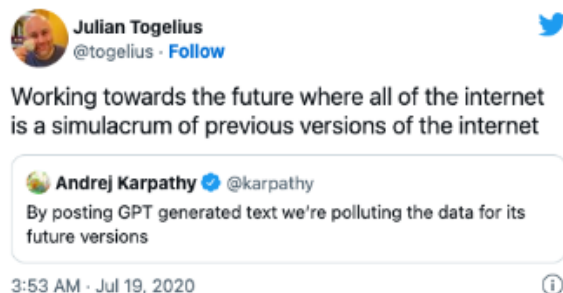 Julian Togelius
@togelius · Follow
Working towards the future where all of the internet
is a simulacrum of previous versions of the internet
Andrej Karpathy @karpathy
By posting GPT generated text we're polluting the data for its
future versions
3:53 AM · Jul 19, 2020